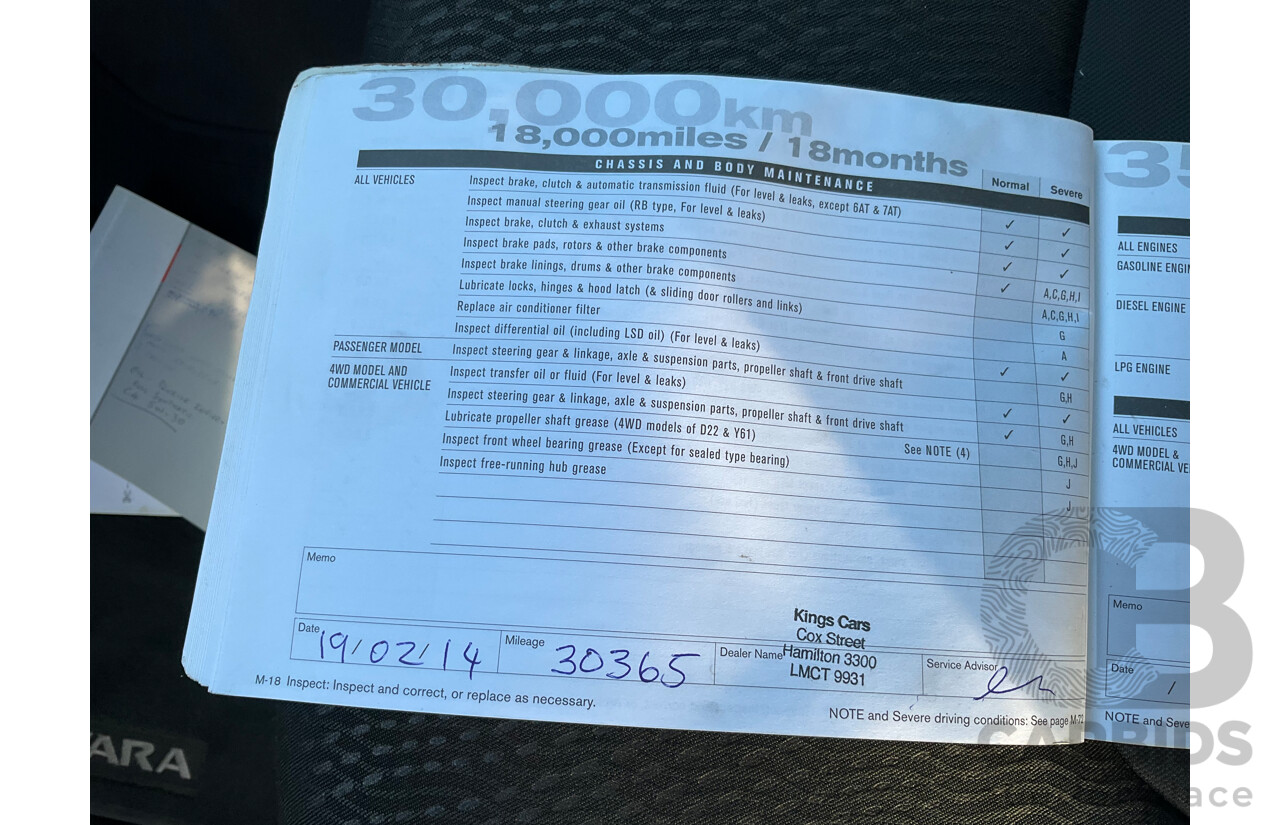 30,000km
18,000miles / 18months
CHASSIS AND BODY MAINTENANCE
Normal Severe
ALL VEHICLES
Inspect brake, clutch & automatic transmission fluid (For level & leaks, except 6AT & 7AT) ✓ ✓
Inspect manual steering gear oil (RB type, For level & leaks) ✓ ✓
Inspect brake, clutch & exhaust systems ✓ ✓
Inspect brake pads, rotors & other brake components ✓ A,C,G,H,I
Inspect brake linings, drums & other brake components A,C,G,H,I
Lubricate locks, hinges & hood latch (& sliding door rollers and links) G
Replace air conditioner filter A
Inspect differential oil (including LSD oil) (For level & leaks) ✓ ✓
PASSENGER MODEL
Inspect steering gear & linkage, axle & suspension parts, propeller shaft & front drive shaft G,H
4WD MODEL AND
COMMERCIAL VEHICLE
Inspect transfer oil or fluid (For level & leaks) ✓ ✓
Inspect steering gear & linkage, axle & suspension parts, propeller shaft & front drive shaft ✓ G,H
Lubricate propeller shaft grease (4WD models of D22 & Y61) See NOTE (4) G,H,J
Inspect front wheel bearing grease (Except for sealed type bearing) J
Inspect free-running hub grease J
Memo
Date 19/02/14
Mileage 30365
Dealer Name
Kings Cars
Cox Street
Hamilton 3300
LMCT 9931
Service Advisor
M-18 Inspect: Inspect and correct, or replace as necessary.
NOTE and Severe driving conditions: See page M-72
35
ALL ENGINES
GASOLINE ENGI
DIESEL ENGINE
LPG ENGINE
ALL VEHICLES
4WD MODEL &
COMMERCIAL VE
Memo
Date
/
NOTE and Seve
ARA
CARBIDS
ace